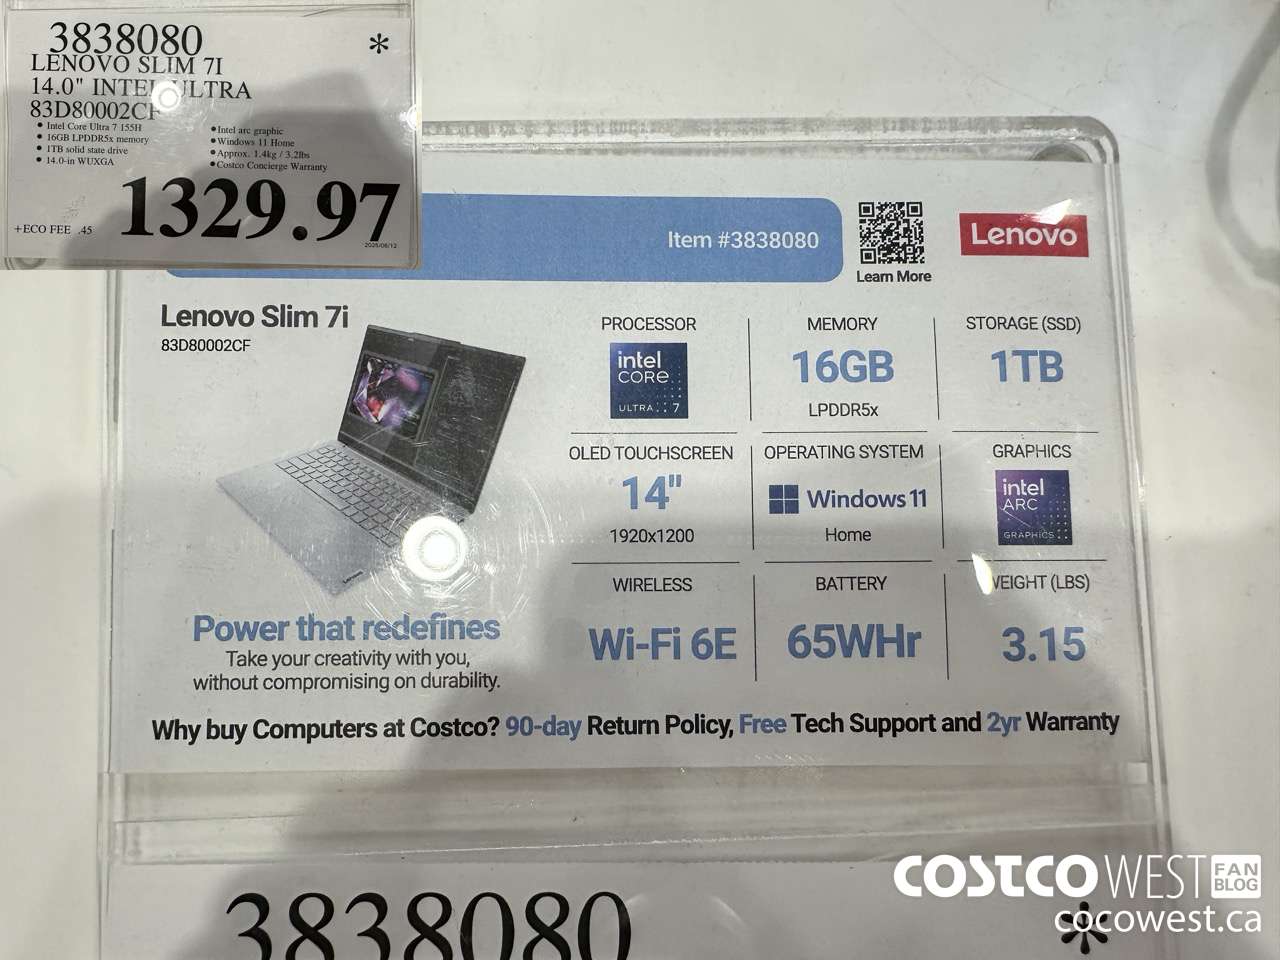 3838080
*
LENOVO SLIM 7I
14.0" INTEL ULTRA
83D80002CF
• Intel Core Ultra 7 155H
• 16GB LPDDR5x memory
• 1TB solid state drive
• 14.0-in WUXGA
• Intel arc graphic
• Windows 11 Home
• Approx. 1.4kg / 3.2lbs
• Costco Concierge Warranty
1329.97
+ECO FEE .45
Item #3838080
Learn More
Lenovo
Lenovo Slim 7i
83D80002CF
PROCESSOR
intel
CORE
ULTRA 7
MEMORY
16GB
LPDDR5x
STORAGE (SSD)
1TB
OLED TOUCHSCREEN
14"
1920x1200
OPERATING SYSTEM
Windows 11
Home
GRAPHICS
intel
ARC
GRAPHICS
WIRELESS
Wi-Fi 6E
BATTERY
65WHr
WEIGHT (LBS)
3.15
Lenovo
Power that redefines
Take your creativity with you,
without compromising on durability.
Why buy Computers at Costco? 90-day Return Policy, Free Tech Support and 2yr Warranty
3838080
*
COSTCO WEST FAN BLOG
cocowest.ca